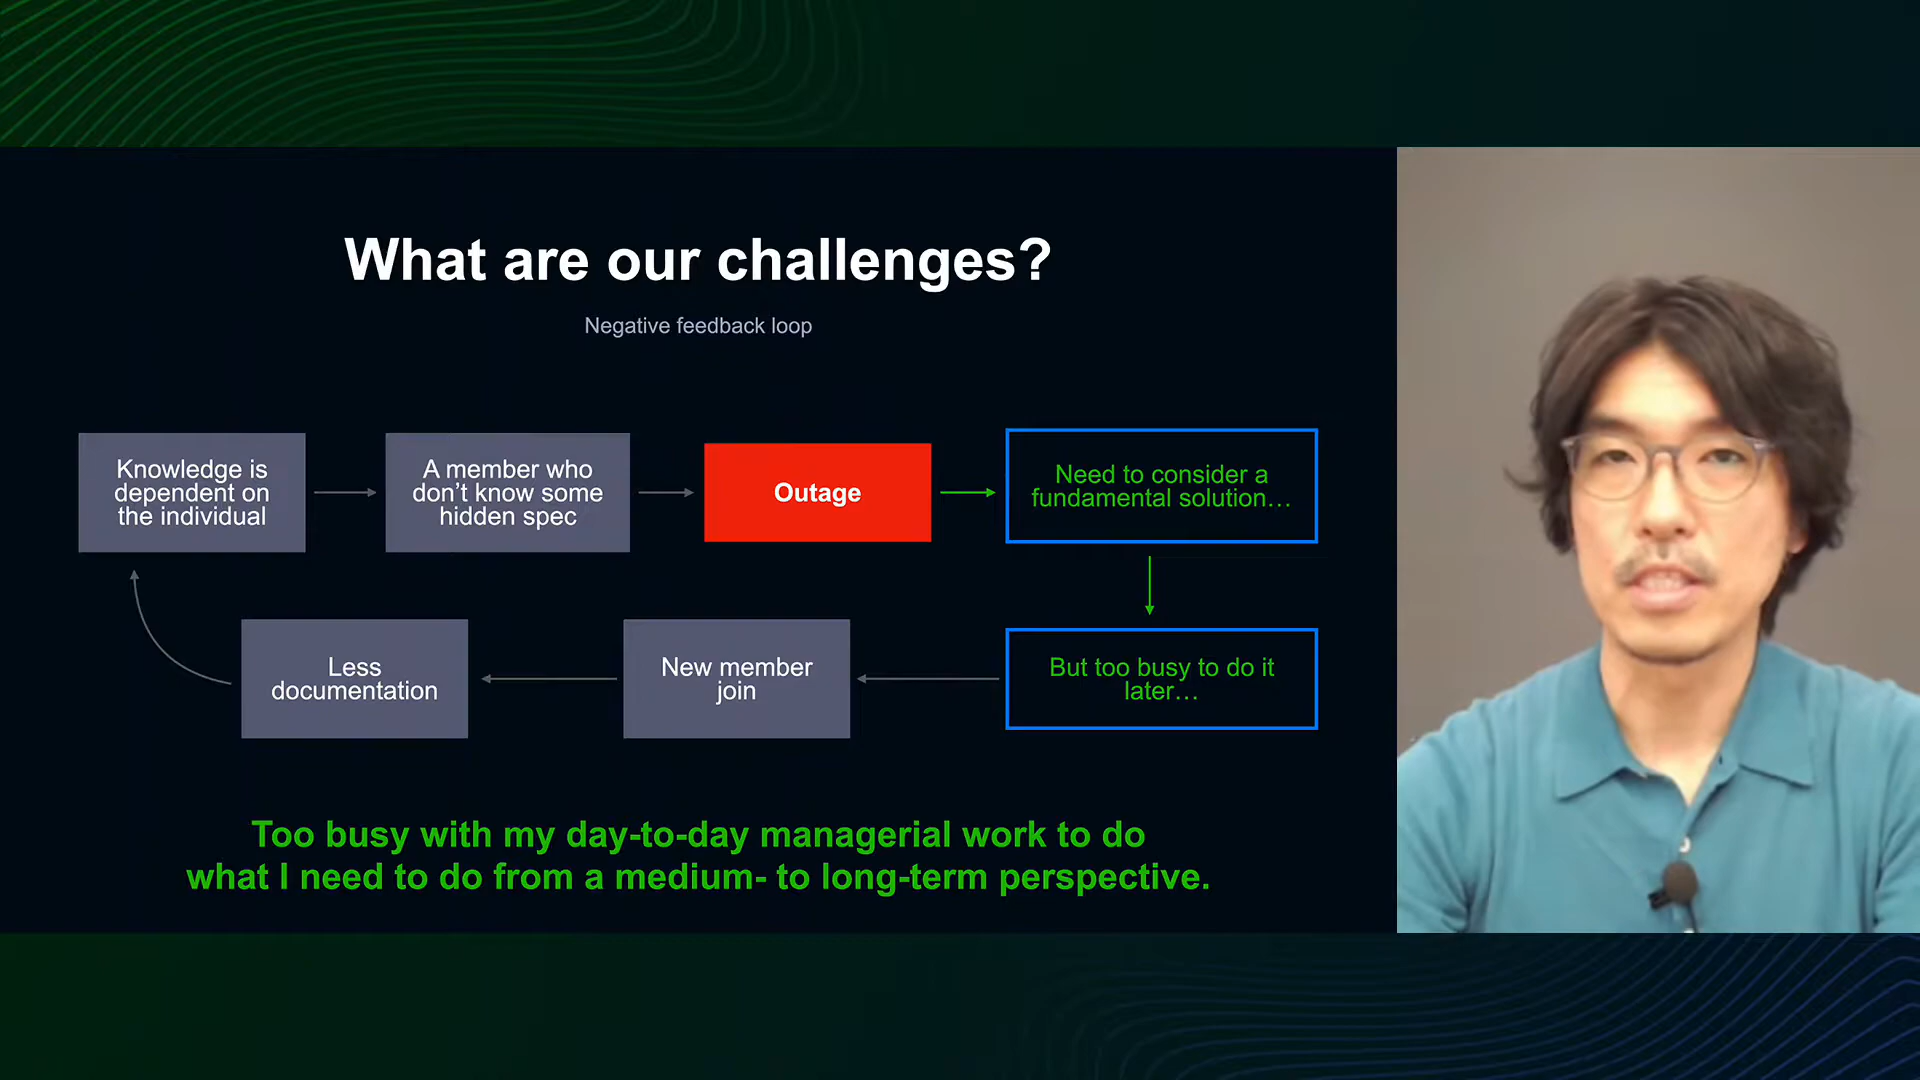 What are our challenges?
Negative feedback loop
Knowledge is
dependent on
the individual
A member who
don’t know some
hidden spec
Outage
Need to consider a
fundamental solution…
But too busy to do it
later…
New member
join
Less
documentation
Too busy with my day-to-day managerial work to do
what I need to do from a medium- to long-term perspective.